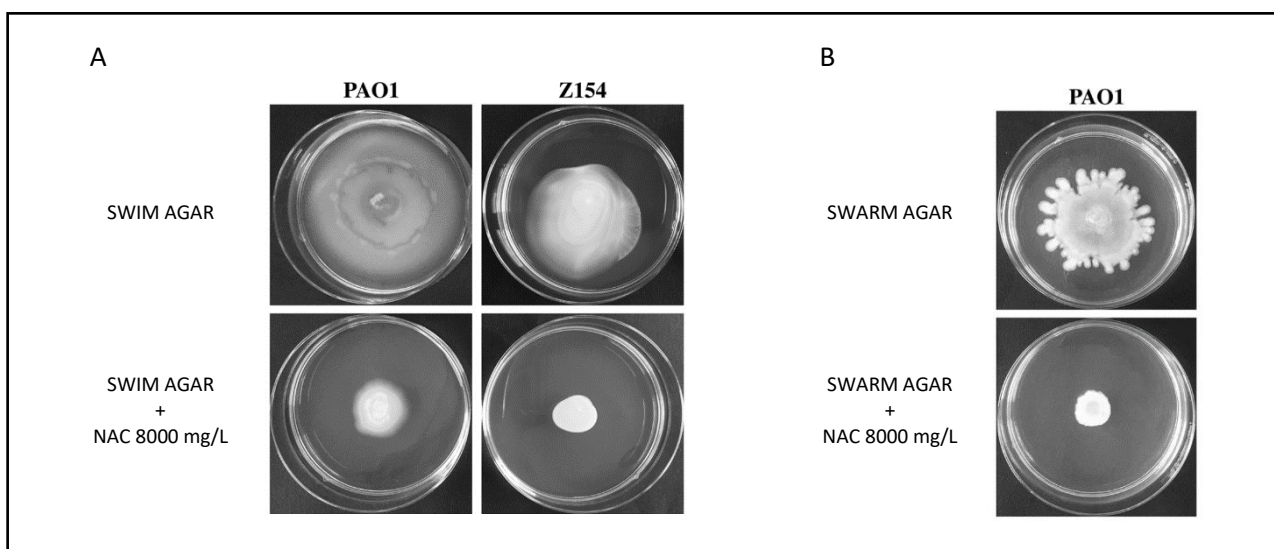 A
PAO1
Z154
SWIM AGAR
SWIM AGAR
+
NAC 8000 mg/L
B
PAO1
SWARM AGAR
SWARM AGAR
+
NAC 8000 mg/L